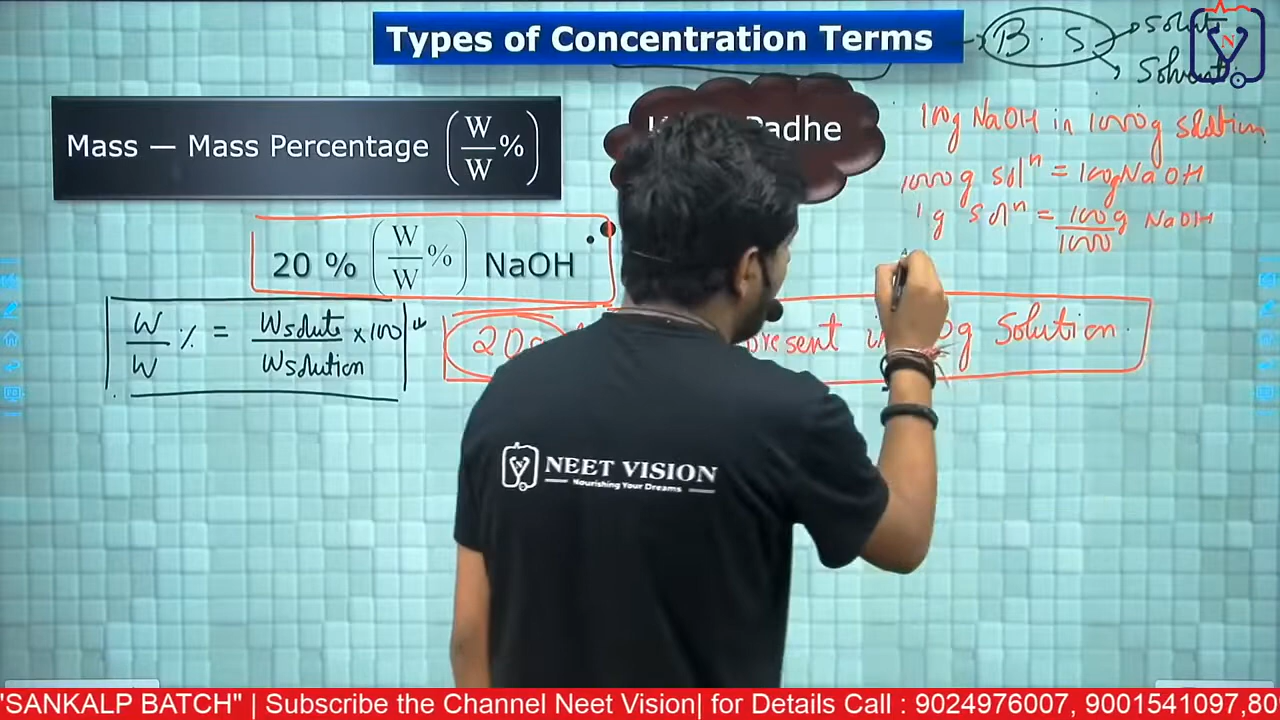 Types of Concentration Terms
B. S. solute
Solvent
Mass — Mass Percentage (W/W %)
Padhe
100g NaOH in 1000g solution
1000 g solⁿ = 100g NaOH
1 g solⁿ = 100/1000 g NaOH
20 % (W/W %) NaOH
W/W % = Wsolute/Wsolution × 100
20g present in g Solution
NEET VISION
Nourishing Your Dreams
"SANKALP BATCH" | Subscribe the Channel Neet Vision| for Details Call : 9024976007, 9001541097,80